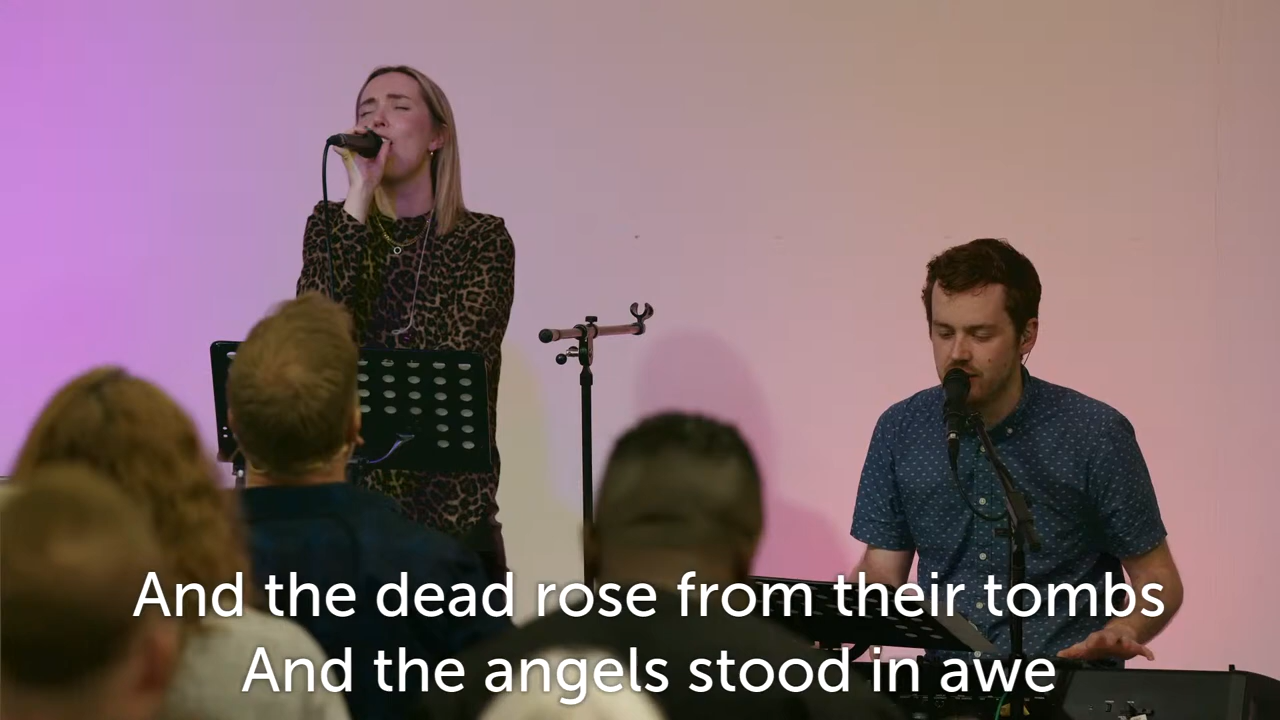 And the dead rose from their tombs
And the angels stood in awe